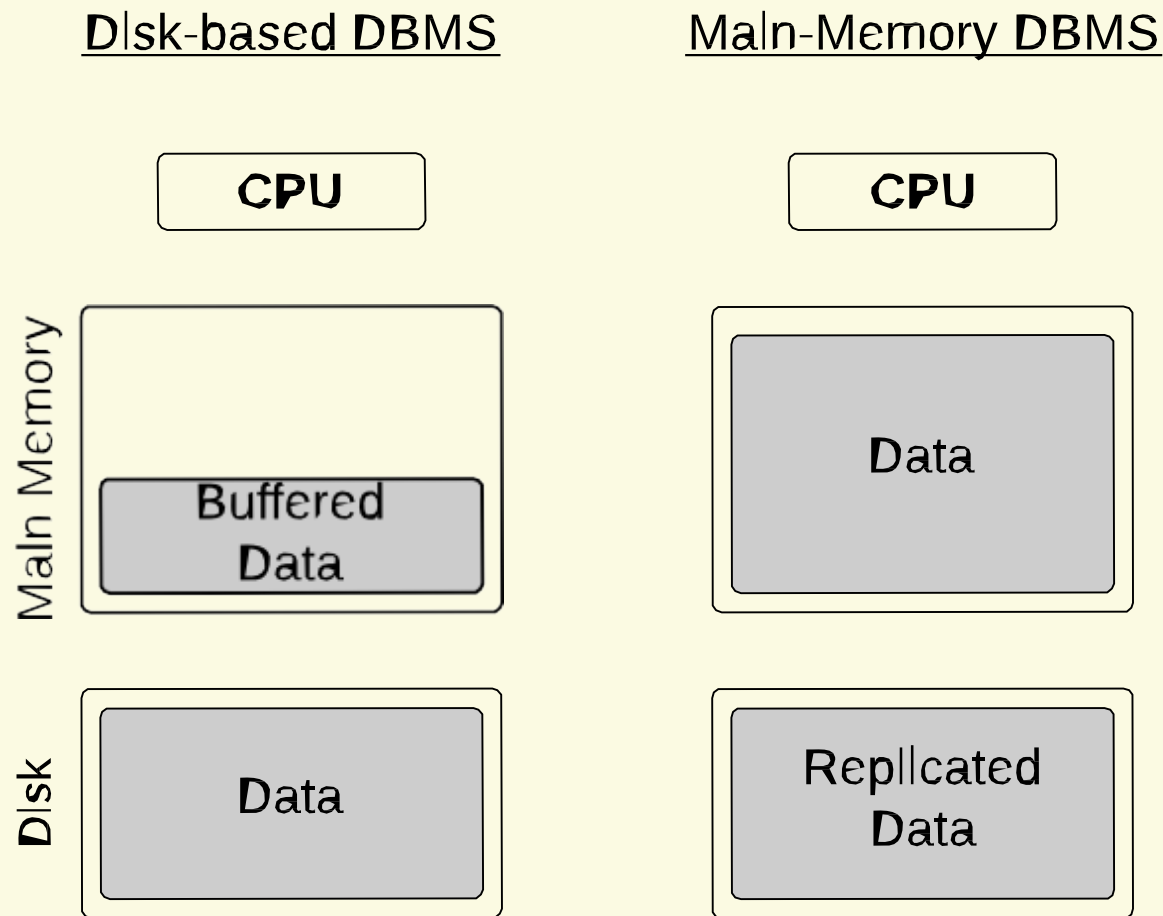 Disk-based DBMS
Main-Memory DBMS
CPU
CPU
Main Memory
Buffered
Data
Data
Disk
Data
Replicated
Data